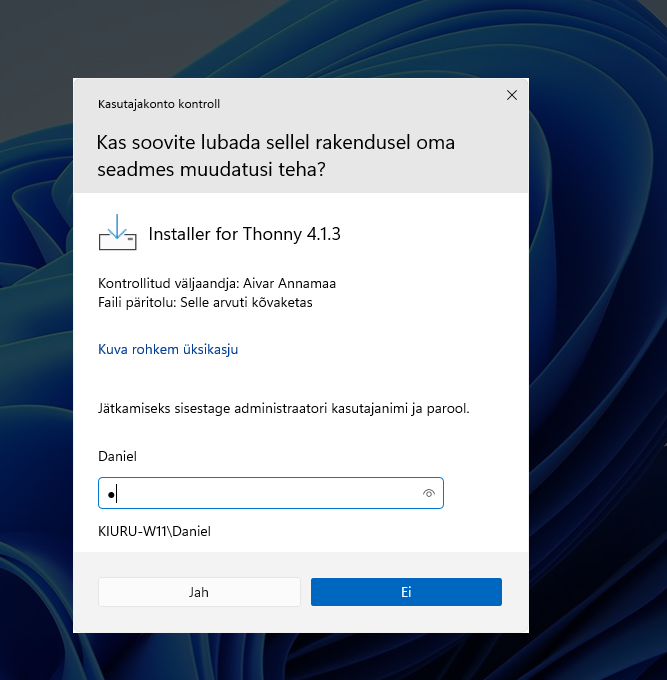 Kasutajakonto kontroll
Kas soovite lubada sellel rakendusel oma
seadmes muudatusi teha?
Installer for Thonny 4.1.3
Kontrollitud väljaandja: Aivar Annamaa
Faili päritolu: Selle arvuti kõvaketas
Kuva rohkem üksikasju
Jätkamiseks sisestage administraatori kasutajanimi ja parool.
Daniel
KIURU-W11\Daniel
Jah
Ei